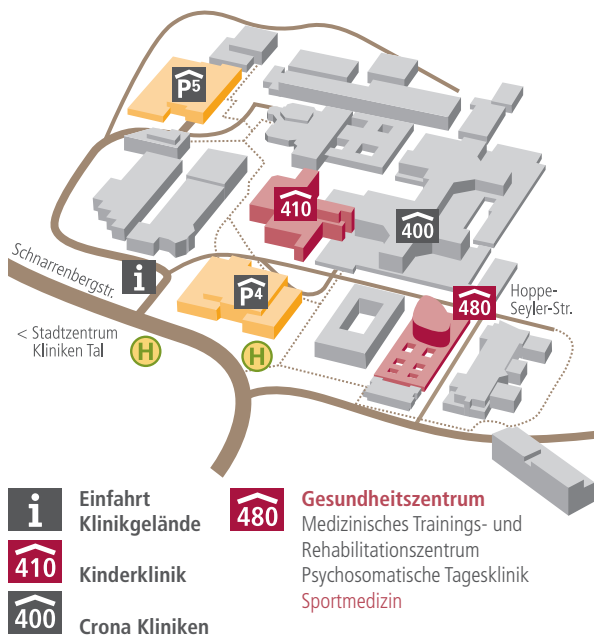 P5
410
400
Schnarrenbergstr.
i
P4
480
Hoppe-
Seyler-Str.
< Stadtzentrum
Kliniken Tal
H
H
i
Einfahrt
Klinikgelände
410
Kinderklinik
400
Crona Kliniken
480
Gesundheitszentrum
Medizinisches Trainings- und
Rehabilitationszentrum
Psychosomatische Tagesklinik
Sportmedizin